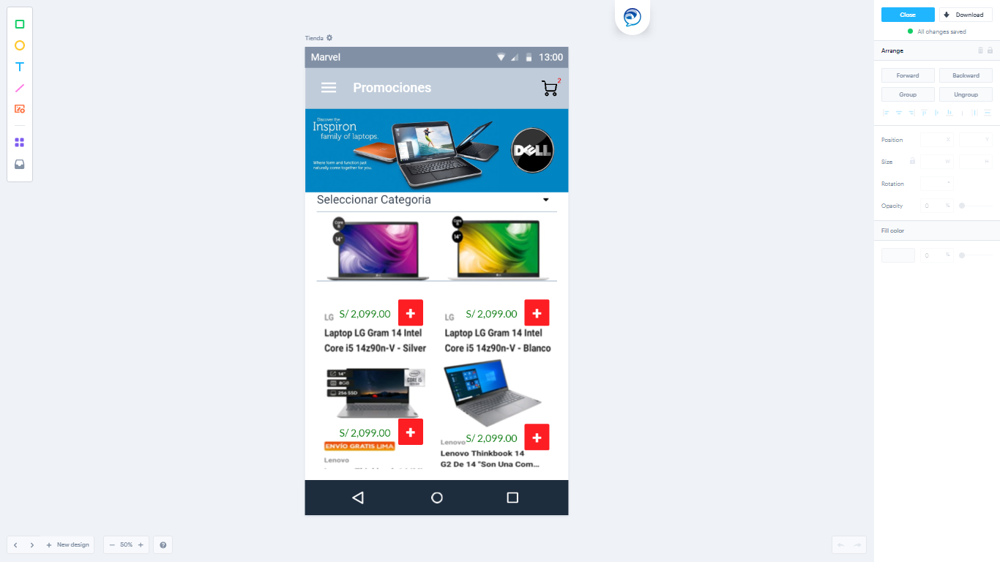 Close
Download
All changes saved
Tienda
Arrange
Marvel
13:00
Forward
Backward
Promociones
2
Group
Ungroup
Discover the
Inspiron
family of laptops.
Where form and function just
naturally come together for you.
DELL
Position
X
Y
Size
W
H
Rotation
°
Opacity
0
%
Fill color
0
%
Seleccionar Categoria
Core
14"
Core
14"
LG
S/ 2,099.00
+
LG
S/ 2,099.00
+
Laptop LG Gram 14 Intel
Core i5 14z90n-V - Silver
Laptop LG Gram 14 Intel
Core i5 14z90n-V - Blanco
14"
8GB
256 SSD
CORE i5
S/ 2,099.00
+
ENVÍO GRATIS LIMA
Lenovo
Lenovo
S/ 2,099.00
+
Lenovo Thinkbook 14
G2 De 14 "Son Una Com...
New design
50%